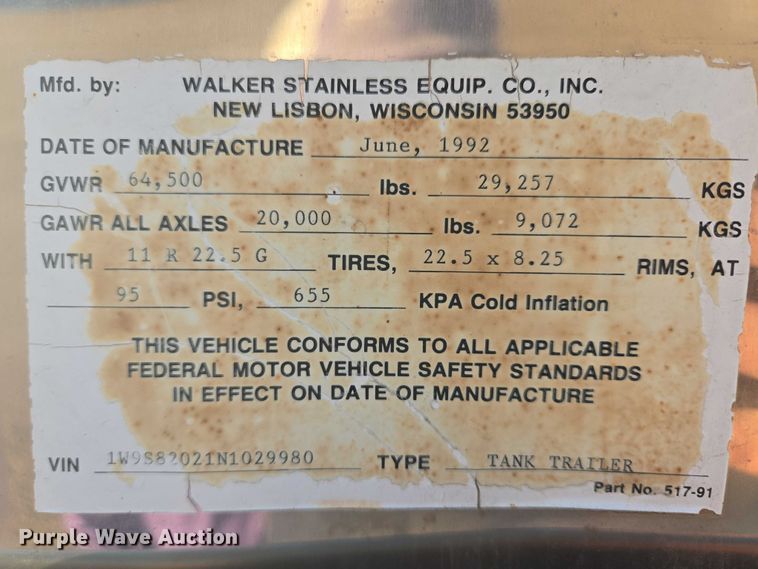 Mfd. by: WALKER STAINLESS EQUIP. CO., INC.
NEW LISBON, WISCONSIN 53950
DATE OF MANUFACTURE June, 1992
GVWR 64,500 lbs. 29,257 KGS
GAWR ALL AXLES 20,000 lbs. 9,072 KGS
WITH 11 R 22.5 G TIRES, 22.5 x 8.25 RIMS, AT
95 PSI, 655 KPA Cold Inflation
THIS VEHICLE CONFORMS TO ALL APPLICABLE
FEDERAL MOTOR VEHICLE SAFETY STANDARDS
IN EFFECT ON DATE OF MANUFACTURE
VIN 1W9S82021N1029980 TYPE TANK TRAILER
Part No. 517-91
Purple Wave Auction